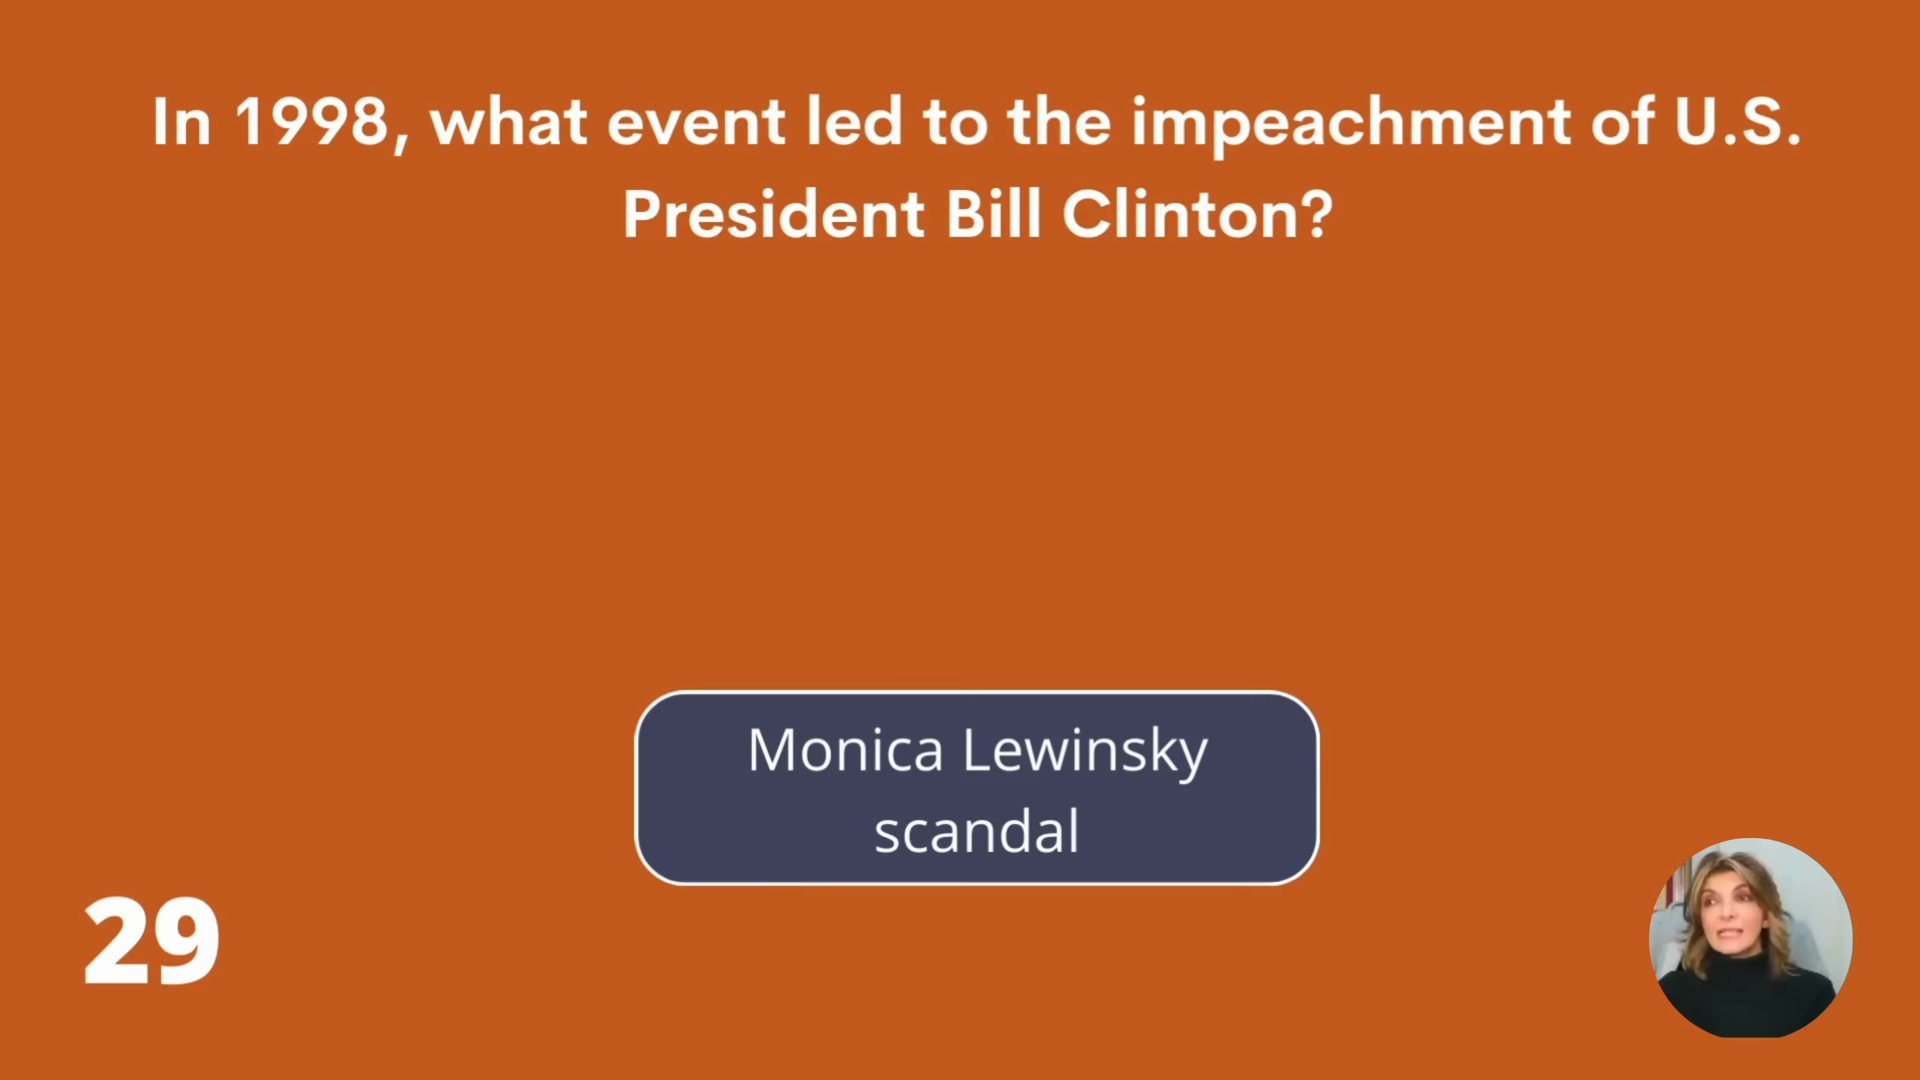 In 1998, what event led to the impeachment of U.S.
President Bill Clinton?
Monica Lewinsky
scandal
29